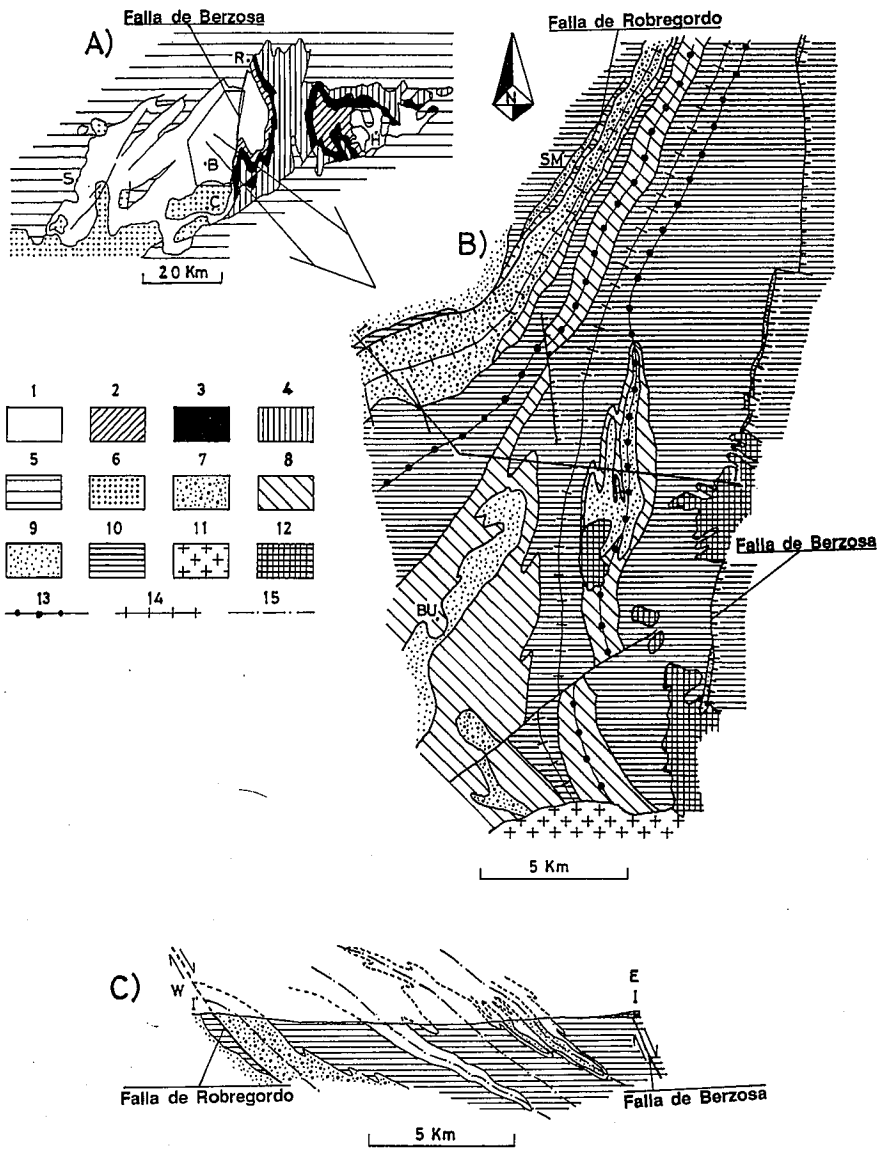 Falla de Berzosa
A)
R
B
S
C
H
20 Km
N
Falla de Robregordo
SM
B)
1 2 3 4
5 6 7 8
9 10 11 12
13 14 15
Falla de Berzosa
BU
5 Km
C)
W
E
Falla de Robregordo
Falla de Berzosa
5 Km